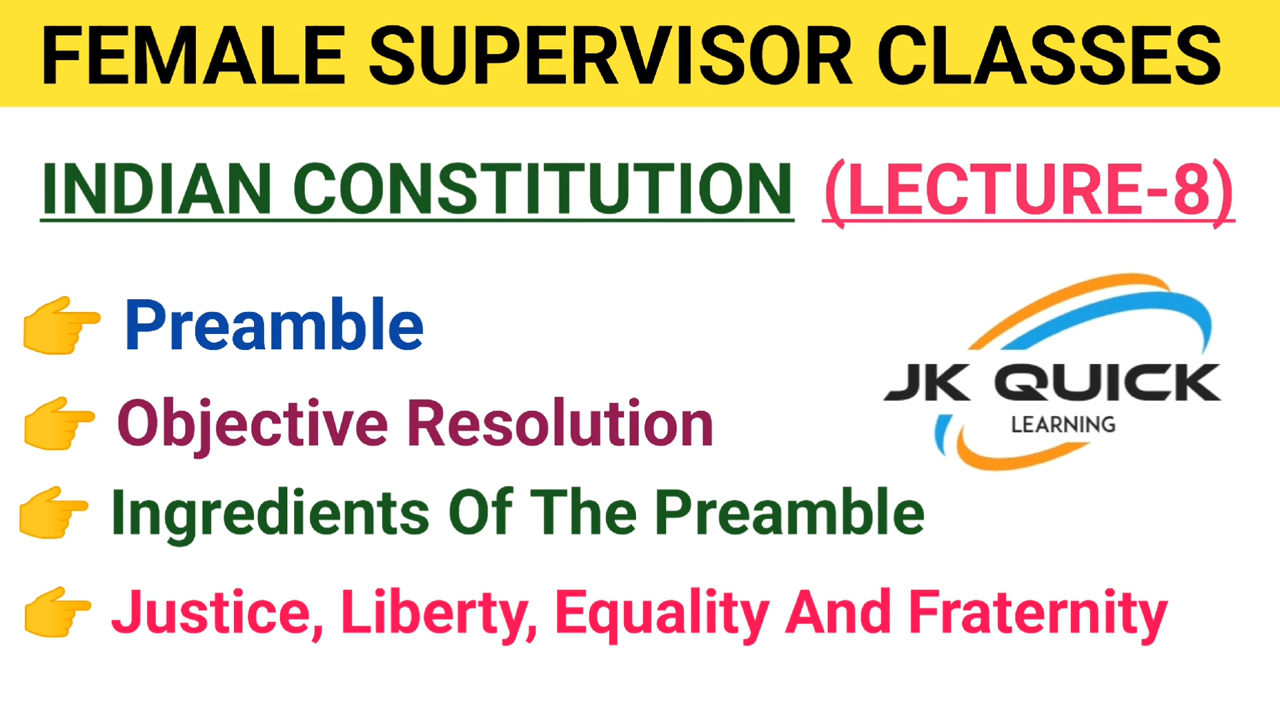 FEMALE SUPERVISOR CLASSES
INDIAN CONSTITUTION (LECTURE-8)
👉 Preamble
JK QUICK
LEARNING
👉 Objective Resolution
👉 Ingredients Of The Preamble
👉 Justice, Liberty, Equality And Fraternity